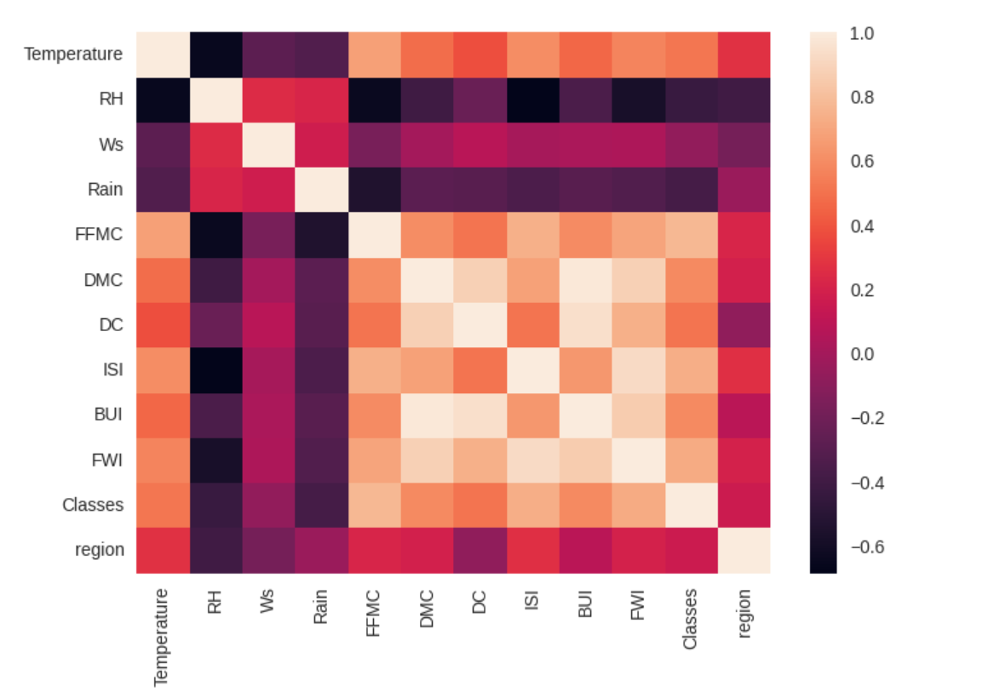 Temperature
RH
Ws
Rain
FFMC
DMC
DC
ISI
BUI
FWI
Classes
region
Temperature
RH
Ws
Rain
FFMC
DMC
DC
ISI
BUI
FWI
Classes
region
1.0
0.8
0.6
0.4
0.2
0.0
−0.2
−0.4
−0.6